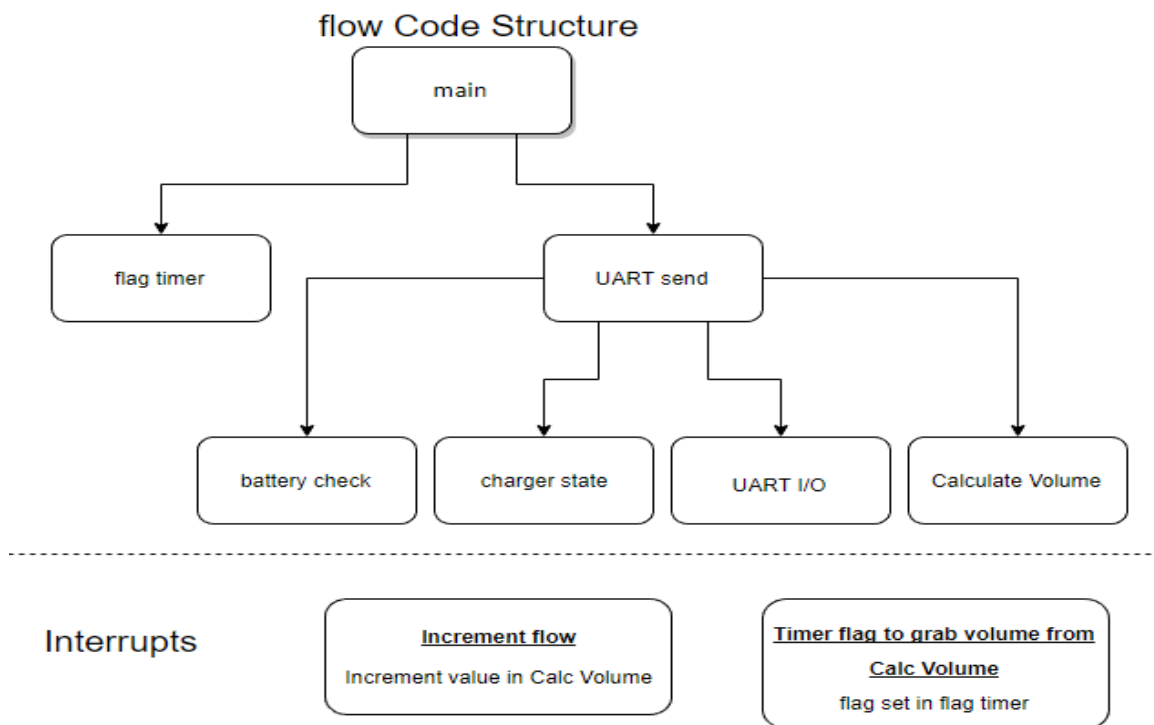 flow Code Structure
main
flag timer
UART send
battery check
charger state
UART I/O
Calculate Volume
Interrupts
Increment flow
Increment value in Calc Volume
Timer flag to grab volume from
Calc Volume
flag set in flag timer